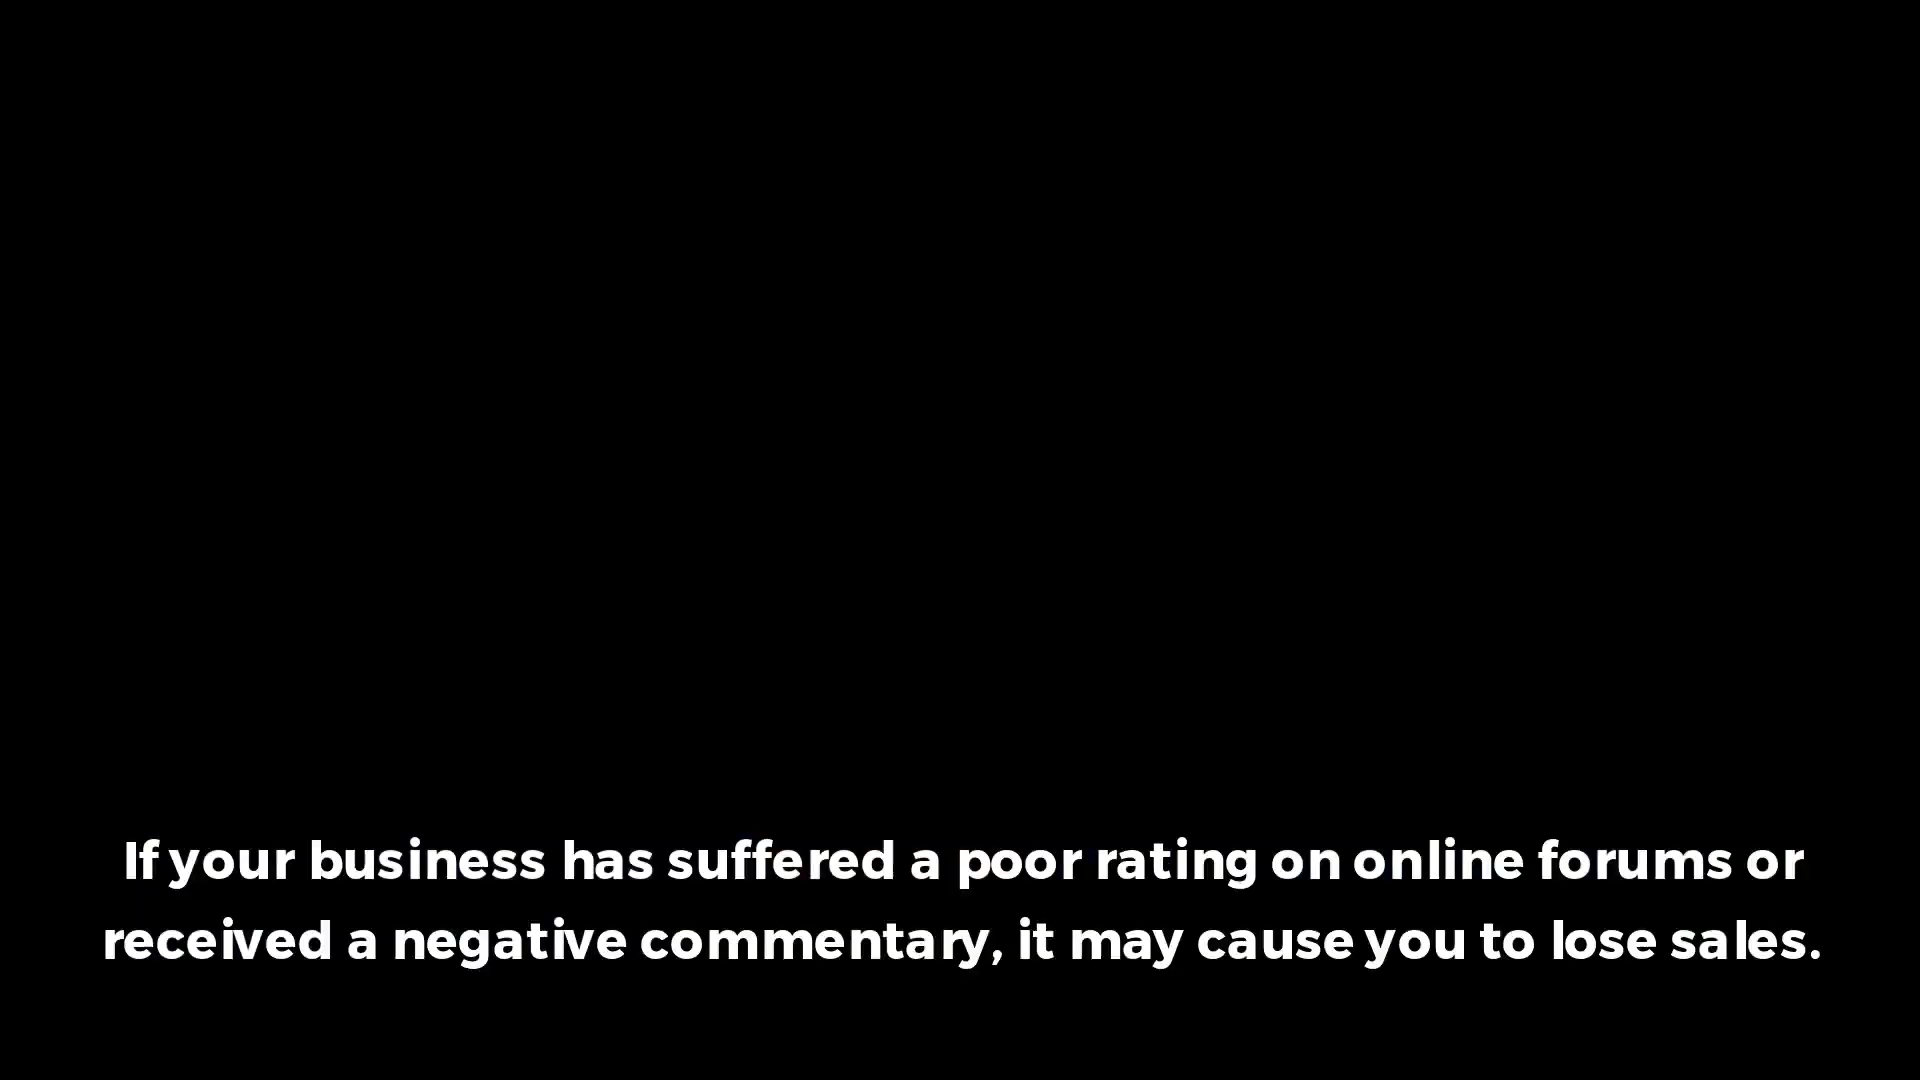 If your business has suffered a poor rating on online forums or
received a negative commentary, it may cause you to lose sales.